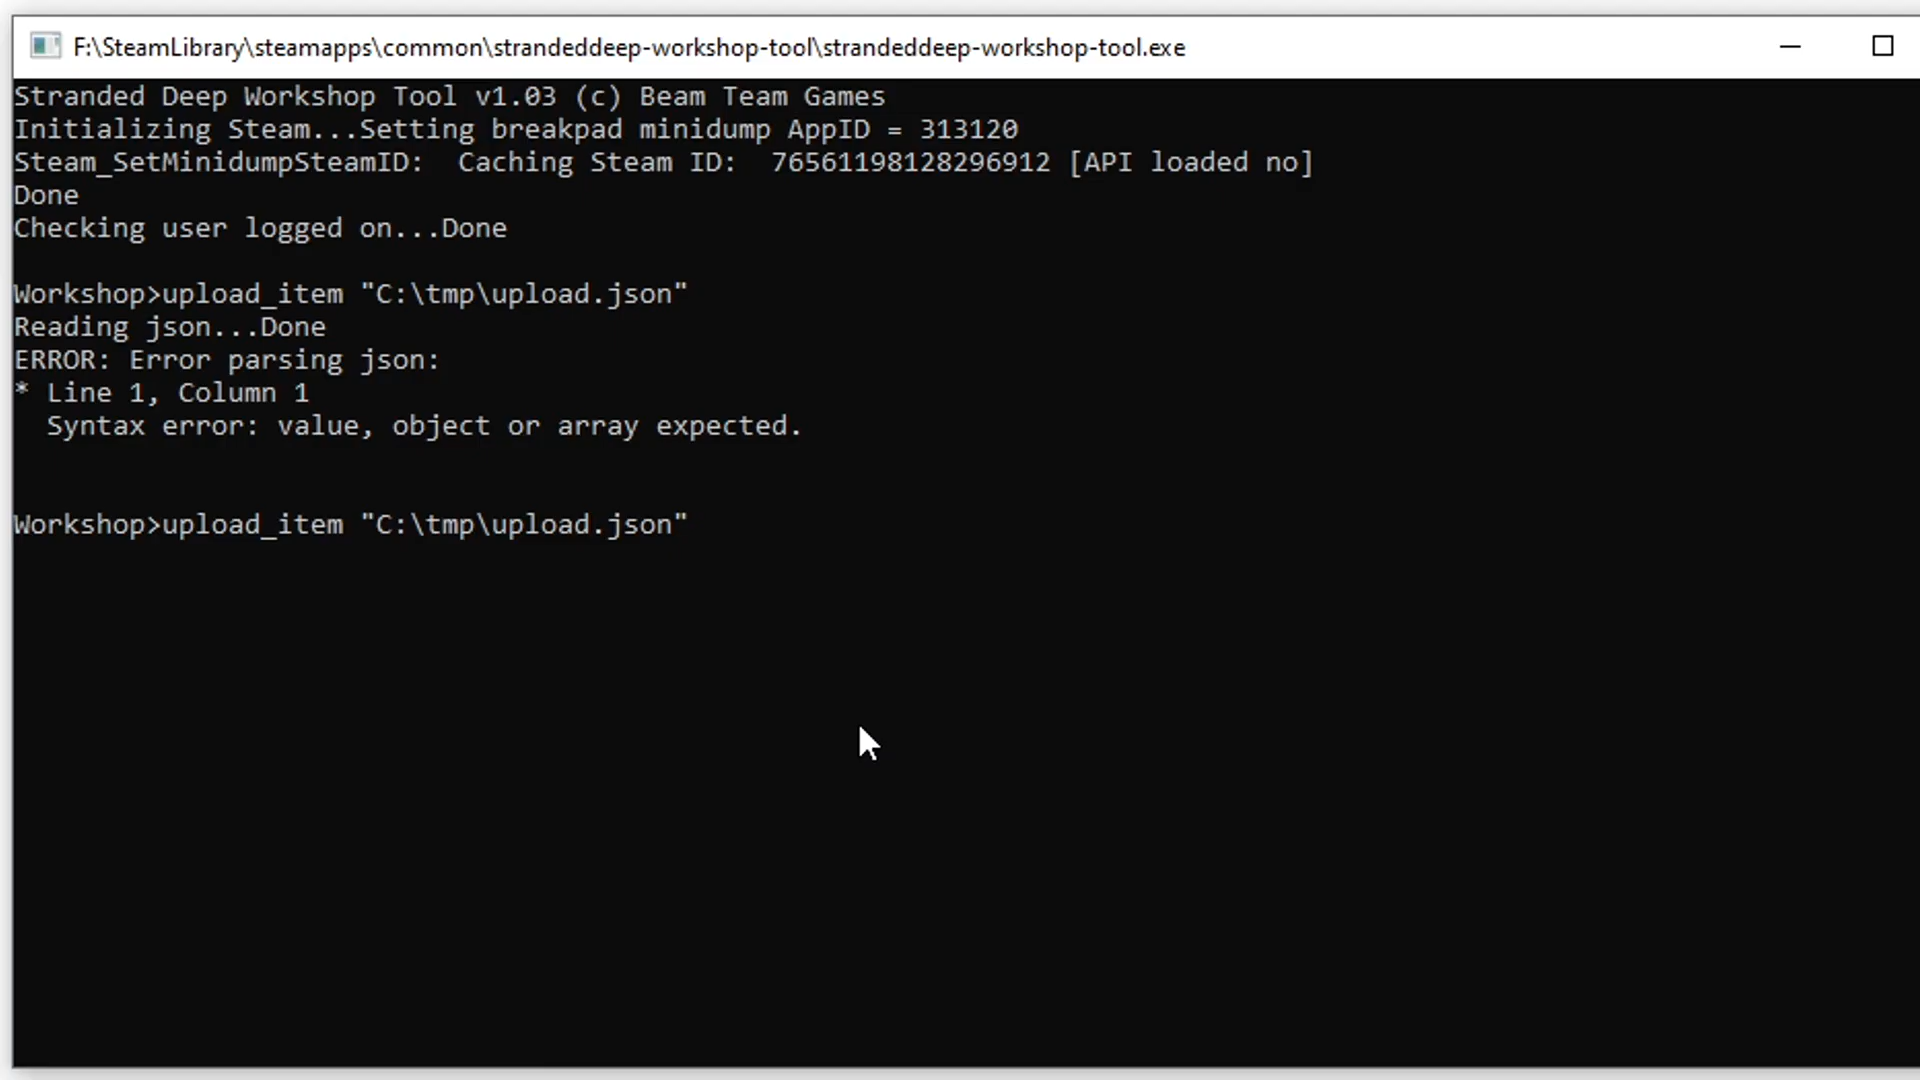 F:\SteamLibrary\steamapps\common\strandeddeep-workshop-tool\strandeddeep-workshop-tool.exe
Stranded Deep Workshop Tool v1.03 (c) Beam Team Games
Initializing Steam...Setting breakpad minidump AppID = 313120
Steam_SetMinidumpSteamID:  Caching Steam ID:  76561198128296912 [API loaded no]
Done
Checking user logged on...Done
Workshop>upload_item "C:\tmp\upload.json"
Reading json...Done
ERROR: Error parsing json:
* Line 1, Column 1
  Syntax error: value, object or array expected.
Workshop>upload_item "C:\tmp\upload.json"